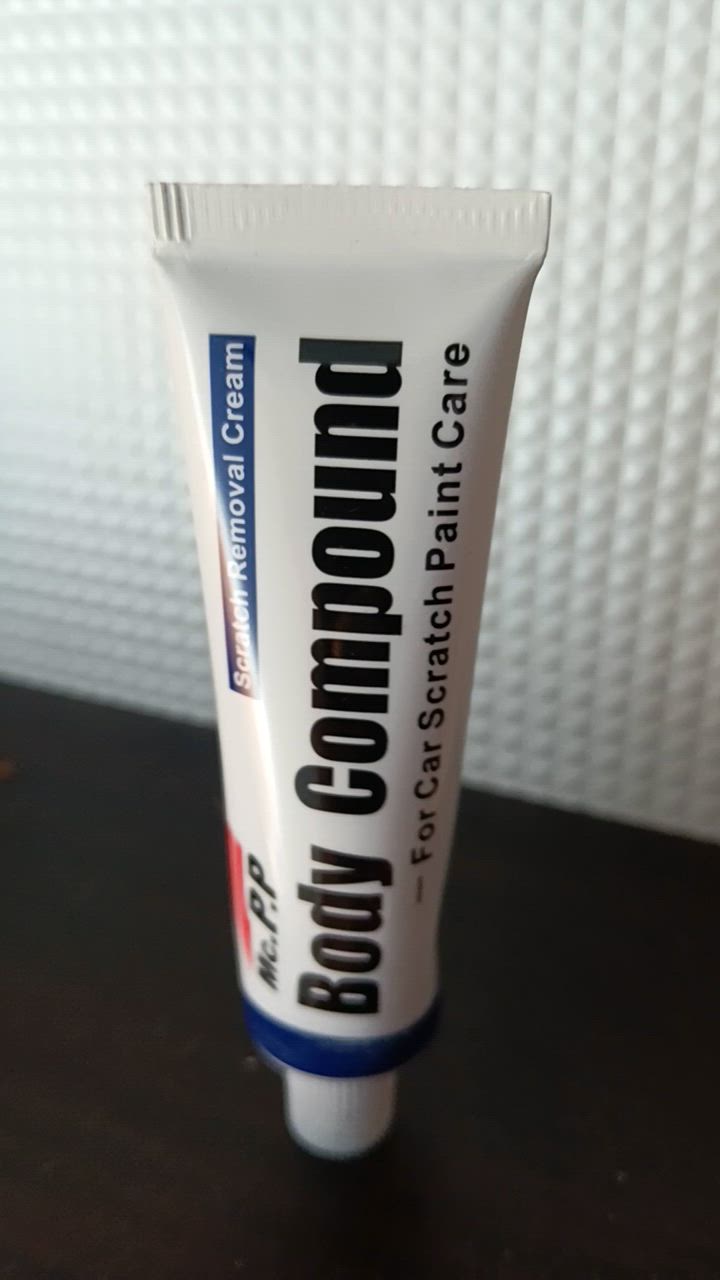 Scratch Removal Cream
Mc.P.P
Body Compound
— For Car Scratch Paint Care